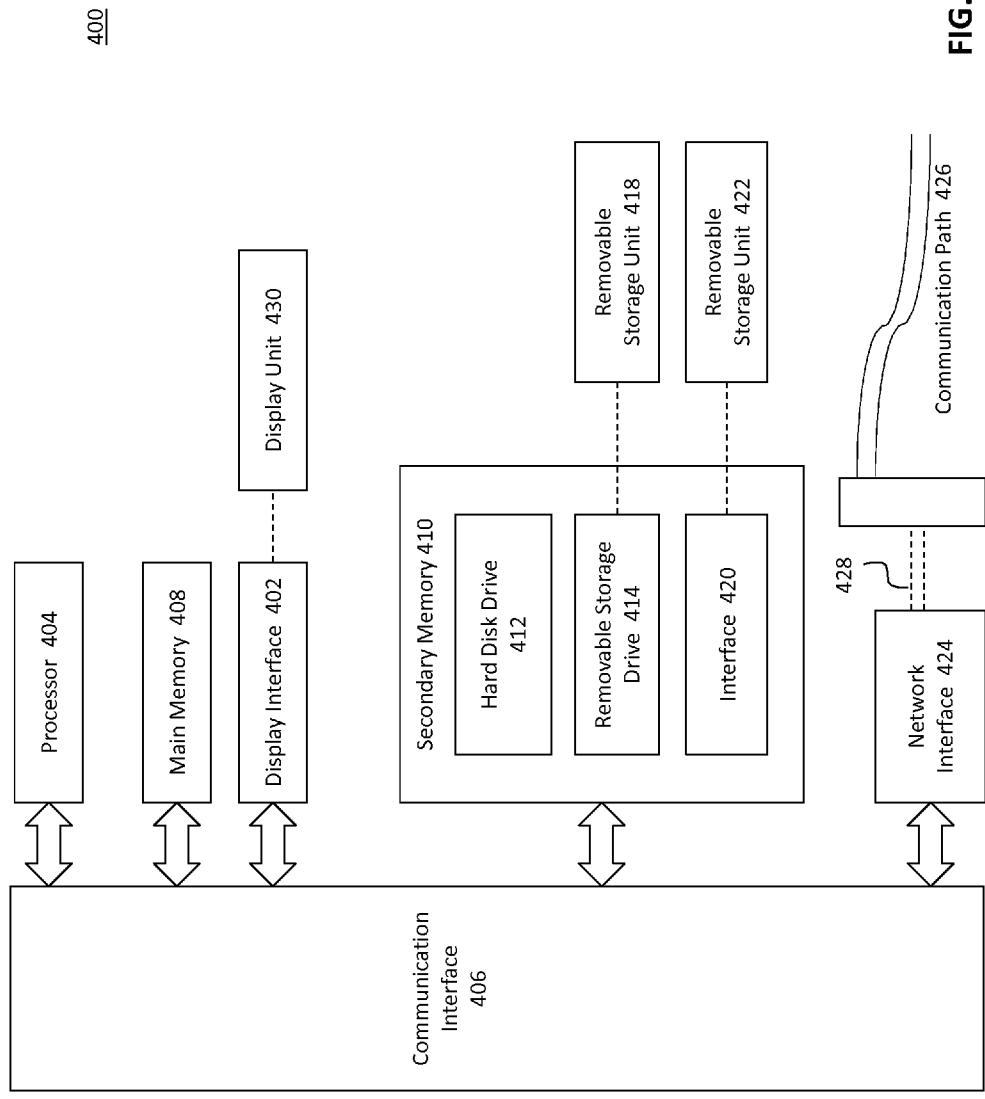 400
Processor 404
Main Memory 408
Display Interface 402
Display Unit 430
Secondary Memory 410
Hard Disk Drive
412
Removable Storage
Drive 414
Interface 420
Removable
Storage Unit 418
Removable
Storage Unit 422
428
Network
Interface 424
Communication Path 426
Communication
Interface
406
FIG.